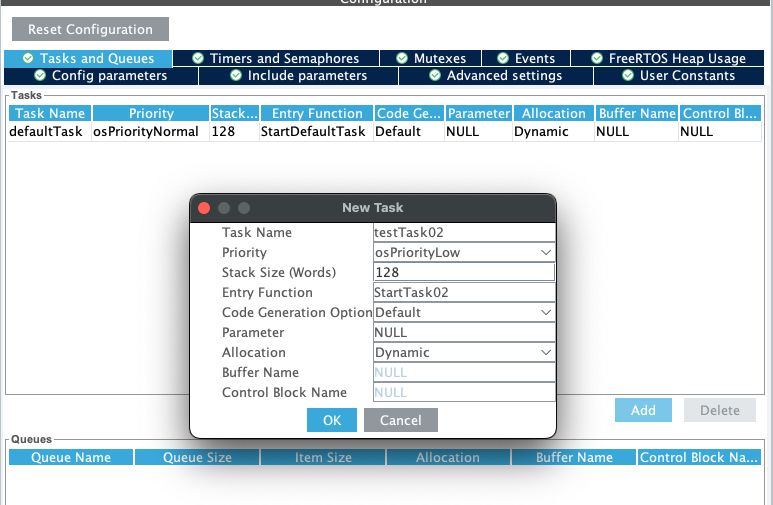 Configuration
Reset Configuration
Tasks and Queues Timers and Semaphores Mutexes Events FreeRTOS Heap Usage
Config parameters Include parameters Advanced settings User Constants
Tasks
Task Name Priority Stack... Entry Function Code Ge... Parameter Allocation Buffer Name Control Bl...
defaultTask osPriorityNormal 128 StartDefaultTask Default NULL Dynamic NULL NULL
New Task
Task Name testTask02
Priority osPriorityLow
Stack Size (Words) 128
Entry Function StartTask02
Code Generation Option Default
Parameter NULL
Allocation Dynamic
Buffer Name NULL
Control Block Name NULL
OK Cancel
Add Delete
Queues
Queue Name Queue Size Item Size Allocation Buffer Name Control Block Na...